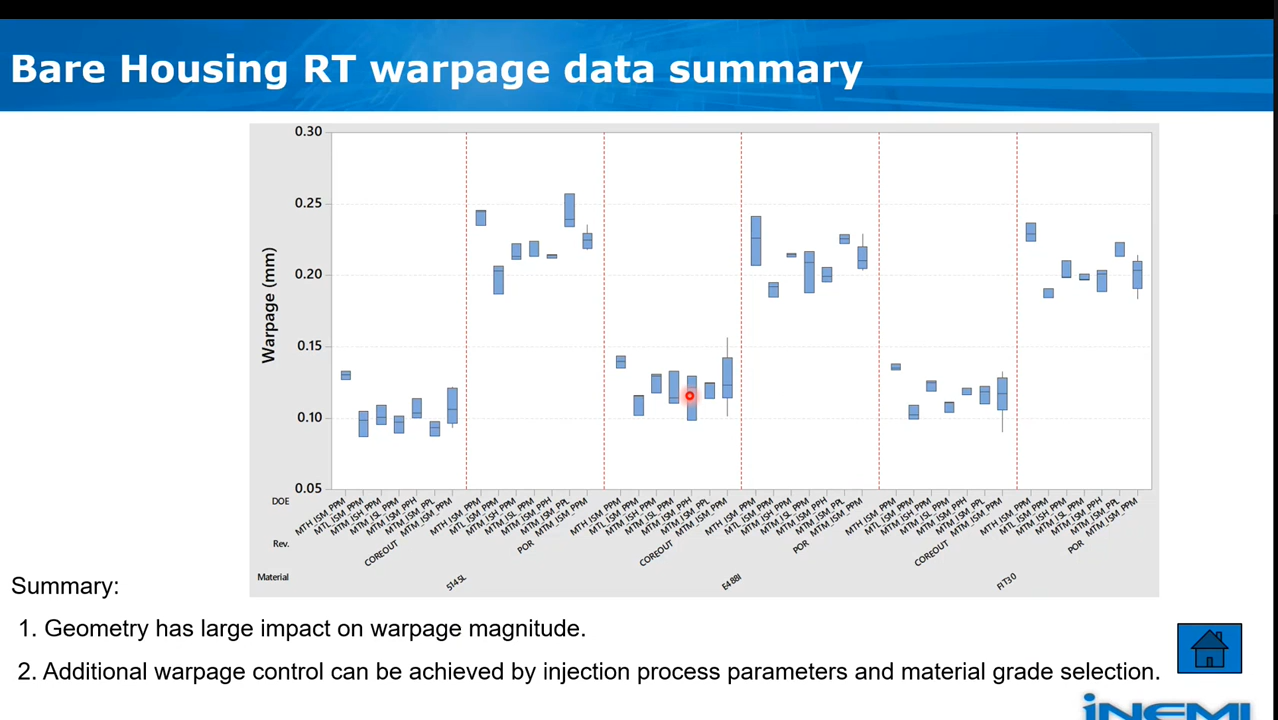 Bare Housing RT warpage data summary
0.30
0.25
0.20
0.15
0.10
0.05
Warpage (mm)
DOE
MTH_ISM_PPM MTL_ISM_PPM MTM_ISH_PPM MTM_ISL_PPM MTM_ISM_PPH MTM_ISM_PPL MTM_ISM_PPM MTH_ISM_PPM MTL_ISM_PPM MTM_ISH_PPM MTM_ISL_PPM MTM_ISM_PPH MTM_ISM_PPL MTM_ISM_PPM MTH_ISM_PPM MTL_ISM_PPM MTM_ISH_PPM MTM_ISL_PPM MTM_ISM_PPH MTM_ISM_PPL MTM_ISM_PPM MTH_ISM_PPM MTL_ISM_PPM MTM_ISH_PPM MTM_ISL_PPM MTM_ISM_PPH MTM_ISM_PPL MTM_ISM_PPM MTH_ISM_PPM MTL_ISM_PPM MTM_ISH_PPM MTM_ISL_PPM MTM_ISM_PPH MTM_ISM_PPL MTM_ISM_PPM MTH_ISM_PPM MTL_ISM_PPM MTM_ISH_PPM MTM_ISL_PPM MTM_ISM_PPH MTM_ISM_PPL MTM_ISM_PPM
Rev. COREOUT POR COREOUT POR COREOUT POR
Material S145L E488I FIT30
Summary:
1. Geometry has large impact on warpage magnitude.
2. Additional warpage control can be achieved by injection process parameters and material grade selection.
iNEMI